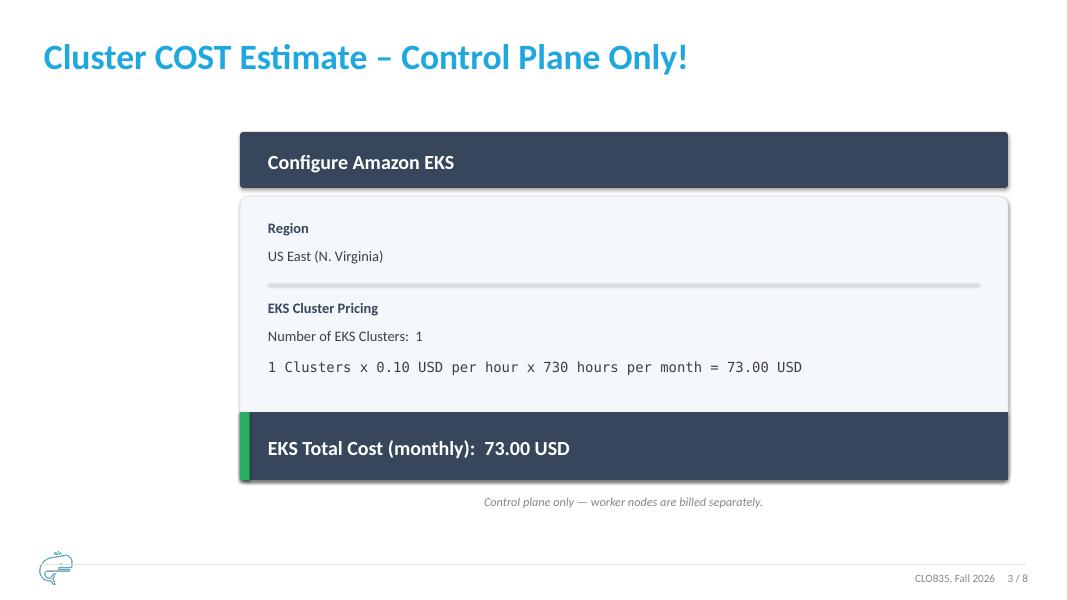 Cluster COST Estimate – Control Plane Only!
Configure Amazon EKS
Region
US East (N. Virginia)
EKS Cluster Pricing
Number of EKS Clusters:  1
1 Clusters x 0.10 USD per hour x 730 hours per month = 73.00 USD
EKS Total Cost (monthly):  73.00 USD
Control plane only — worker nodes are billed separately.
CLO835, Fall 2026 3 / 8